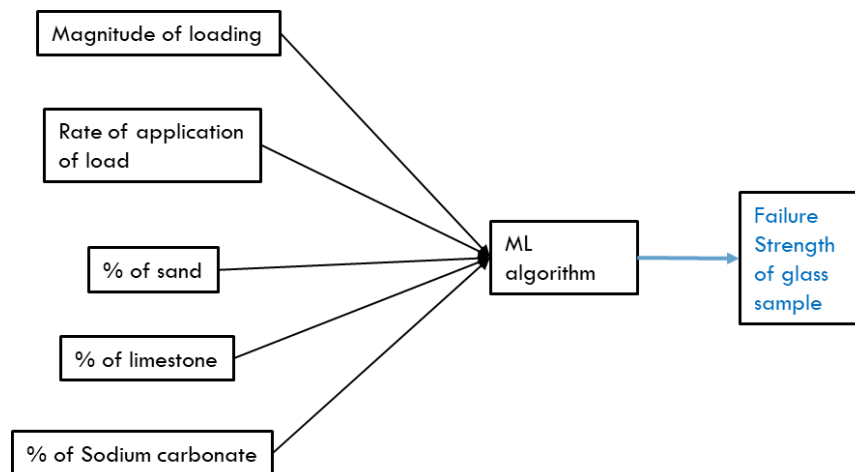 Magnitude of loading
Rate of application
of load
% of sand
% of limestone
% of Sodium carbonate
ML
algorithm
Failure
Strength
of glass
sample